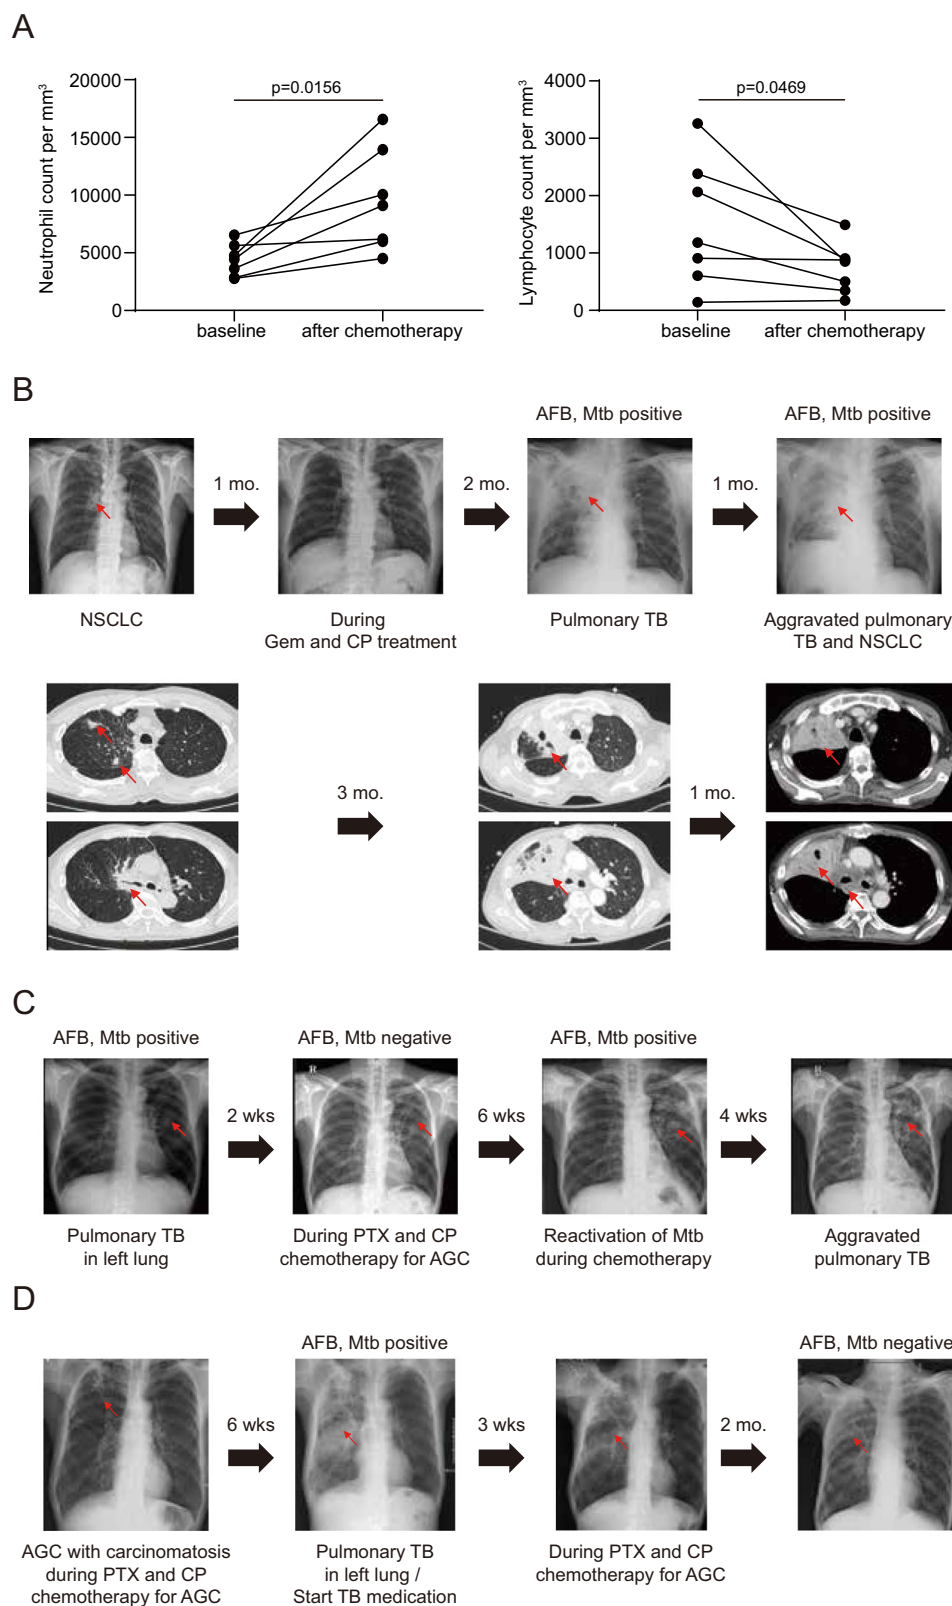 A
Neutrophil count per mm³
20000
15000
10000
5000
0
p=0.0156
baseline
after chemotherapy
Lymphocyte count per mm³
4000
3000
2000
1000
0
p=0.0469
baseline
after chemotherapy
B
AFB, Mtb positive
AFB, Mtb positive
1 mo.
2 mo.
1 mo.
NSCLC
During
Gem and CP treatment
Pulmonary TB
Aggravated pulmonary
TB and NSCLC
3 mo.
1 mo.
C
AFB, Mtb positive
AFB, Mtb negative
AFB, Mtb positive
2 wks
6 wks
4 wks
Pulmonary TB
in left lung
During PTX and CP
chemotherapy for AGC
Reactivation of Mtb
during chemotherapy
Aggravated
pulmonary TB
D
AFB, Mtb positive
AFB, Mtb negative
6 wks
3 wks
2 mo.
AGC with carcinomatosis
during PTX and CP
chemotherapy for AGC
Pulmonary TB
in left lung /
Start TB medication
During PTX and CP
chemotherapy for AGC